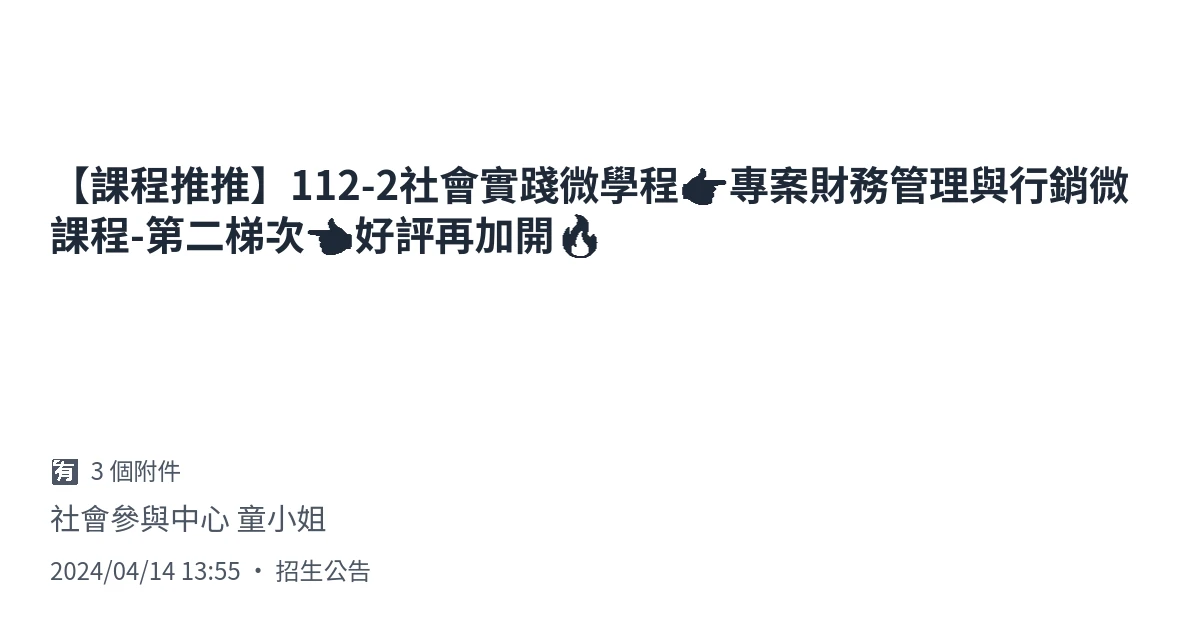 【課程推推】112-2社會實踐微學程👉專案財務管理與行銷微
課程-第二梯次👈好評再加開🔥
🈶 3 個附件
社會參與中心 童小姐
2024/04/14 13:55 ・ 招生公告